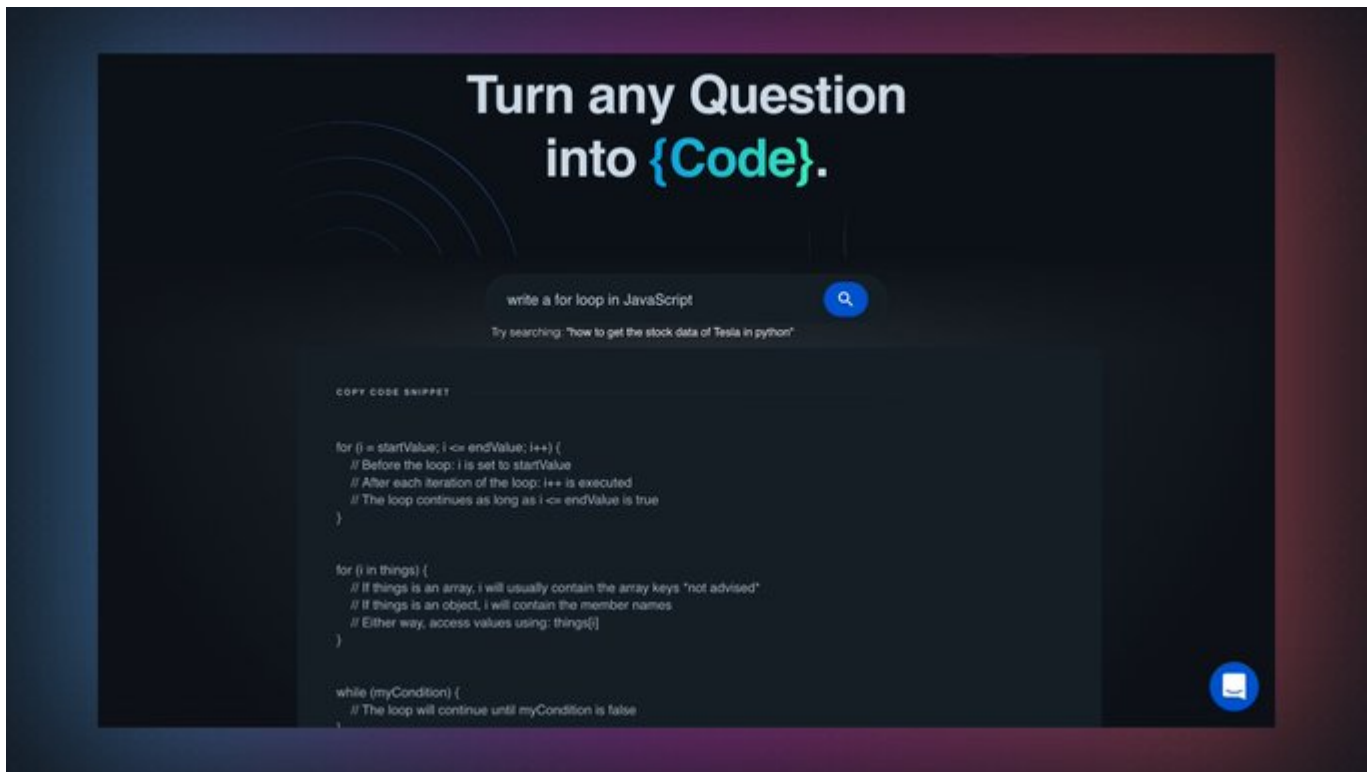 Turn any Question
into {Code}.
write a for loop in JavaScript
Try searching: "how to get the stock data of Tesla in python"
COPY CODE SNIPPET
for (i = startValue; i <= endValue; i++) {
// Before the loop: i is set to startValue
// After each iteration of the loop: i++ is executed
// The loop continues as long as i <= endValue is true
}
for (i in things) {
// If things is an array, i will usually contain the array keys *not advised*
// If things is an object, i will contain the member names
// Either way, access values using: things[i]
}
while (myCondition) {
// The loop will continue until myCondition is false
}